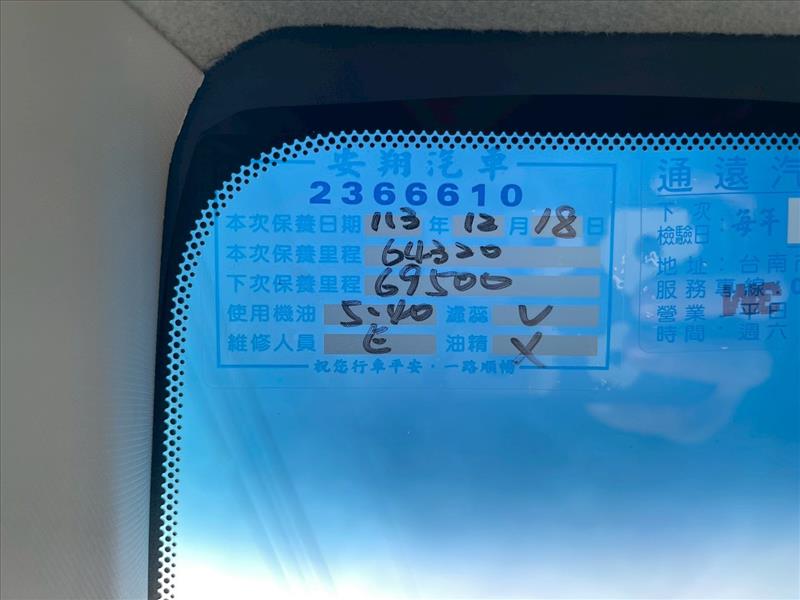 安翔汽車
2366610
本次保養日期 113 年 12 月 18 日
本次保養里程 64320
下次保養里程 69500
使用機油 5-40 濾蕊 V
維修人員 E 油精 X
祝您行車平安・一路順暢
通遠汽
下次
檢驗日：每年
地址：台南市
服務專線：0
營業 平日
時間：週六